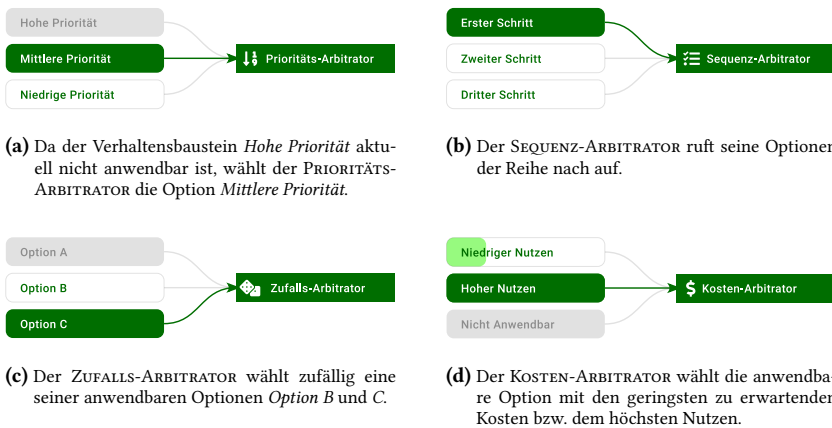 Hohe Priorität
Mittlere Priorität
Prioritäts-Arbitrator
Niedrige Priorität
(a) Da der Verhaltensbaustein Hohe Priorität aktu-
ell nicht anwendbar ist, wählt der Prioritäts-
Arbitrator die Option Mittlere Priorität.
Erster Schritt
Zweiter Schritt
Sequenz-Arbitrator
Dritter Schritt
(b) Der Sequenz-Arbitrator ruft seine Optionen
der Reihe nach auf.
Option A
Option B
Zufalls-Arbitrator
Option C
(c) Der Zufalls-Arbitrator wählt zufällig eine
seiner anwendbaren Optionen Option B und C.
Niedriger Nutzen
Hoher Nutzen
$ Kosten-Arbitrator
Nicht Anwendbar
(d) Der Kosten-Arbitrator wählt die anwendba-
re Option mit den geringsten zu erwartenden
Kosten bzw. dem höchsten Nutzen.